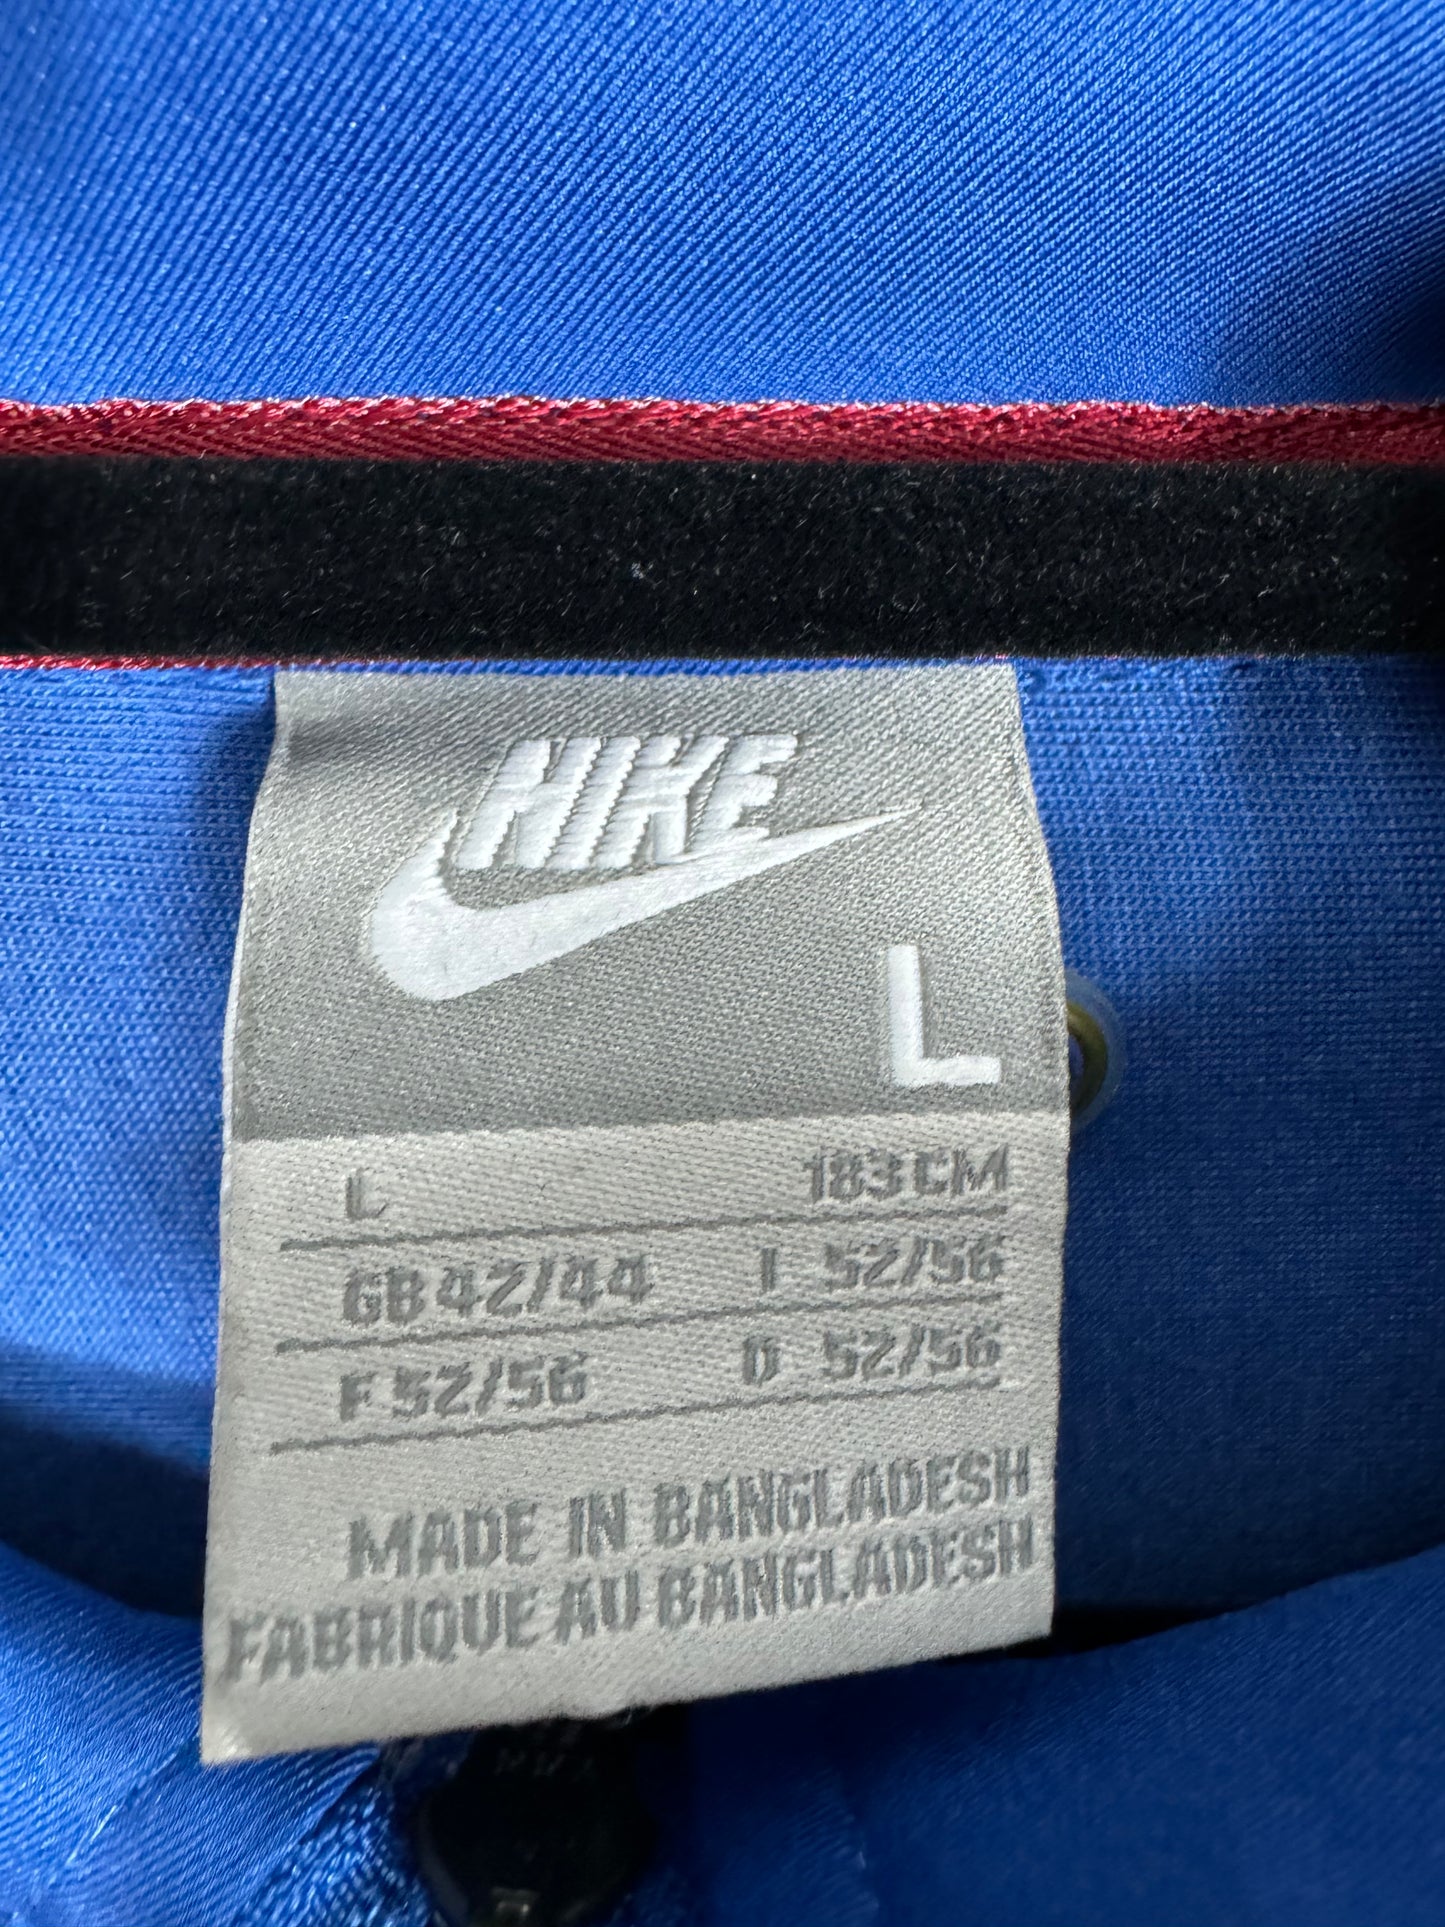 NIKE
L
L 183CM
GB 42/44 I 52/56
F 52/56 D 52/56
MADE IN BANGLADESH
FABRIQUE AU BANGLADESH